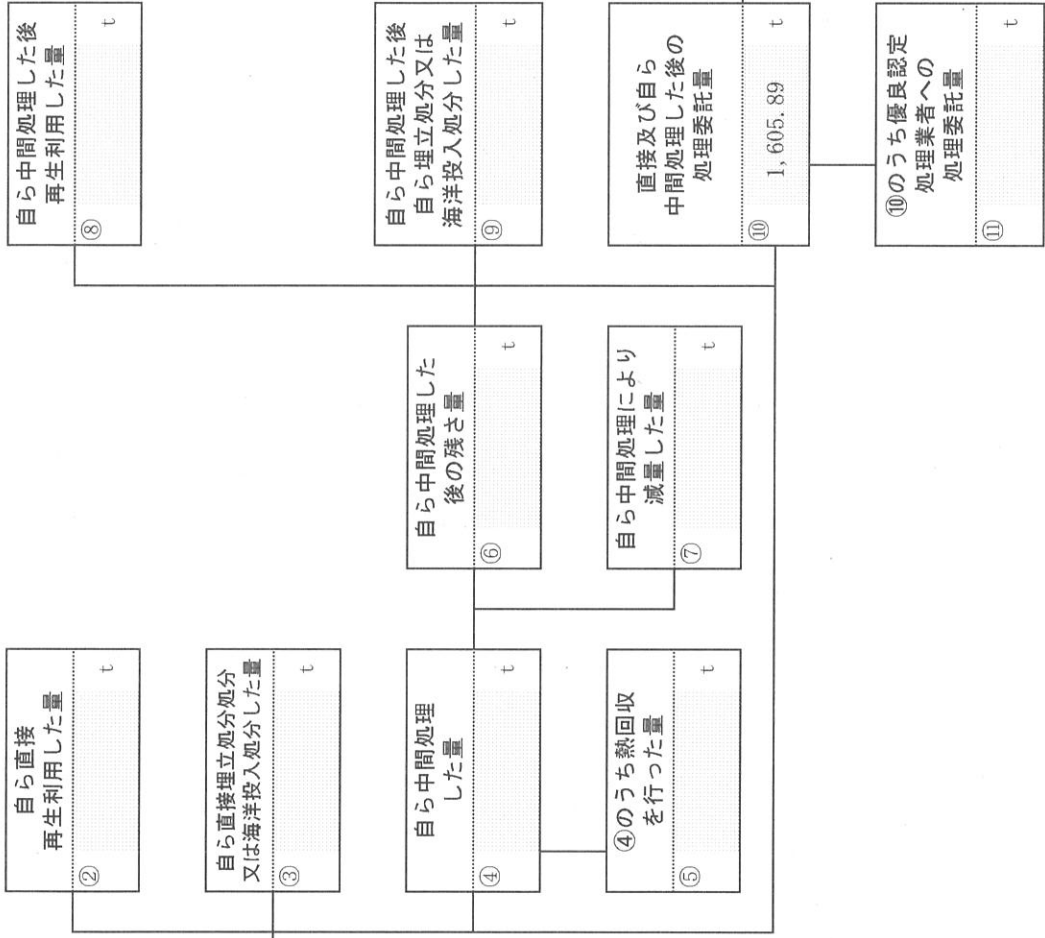 自ら直接
再生利用した量
②
t
自ら直接埋立処分処分
又は海洋投入処分した量
③
t
自ら中間処理
した量
④
t
④のうち熱回収
を行った量
⑤
t
自ら中間処理した
後の残さ量
⑥
t
自ら中間処理により
減量した量
⑦
t
自ら中間処理した後
再生利用した量
⑧
t
自ら中間処理した後
自ら埋立処分又は
海洋投入処分した量
⑨
t
直接及び自ら
中間処理した後の
処理委託量
⑩
1,605.89
⑩のうち優良認定
処理業者への
処理委託量
⑪
t